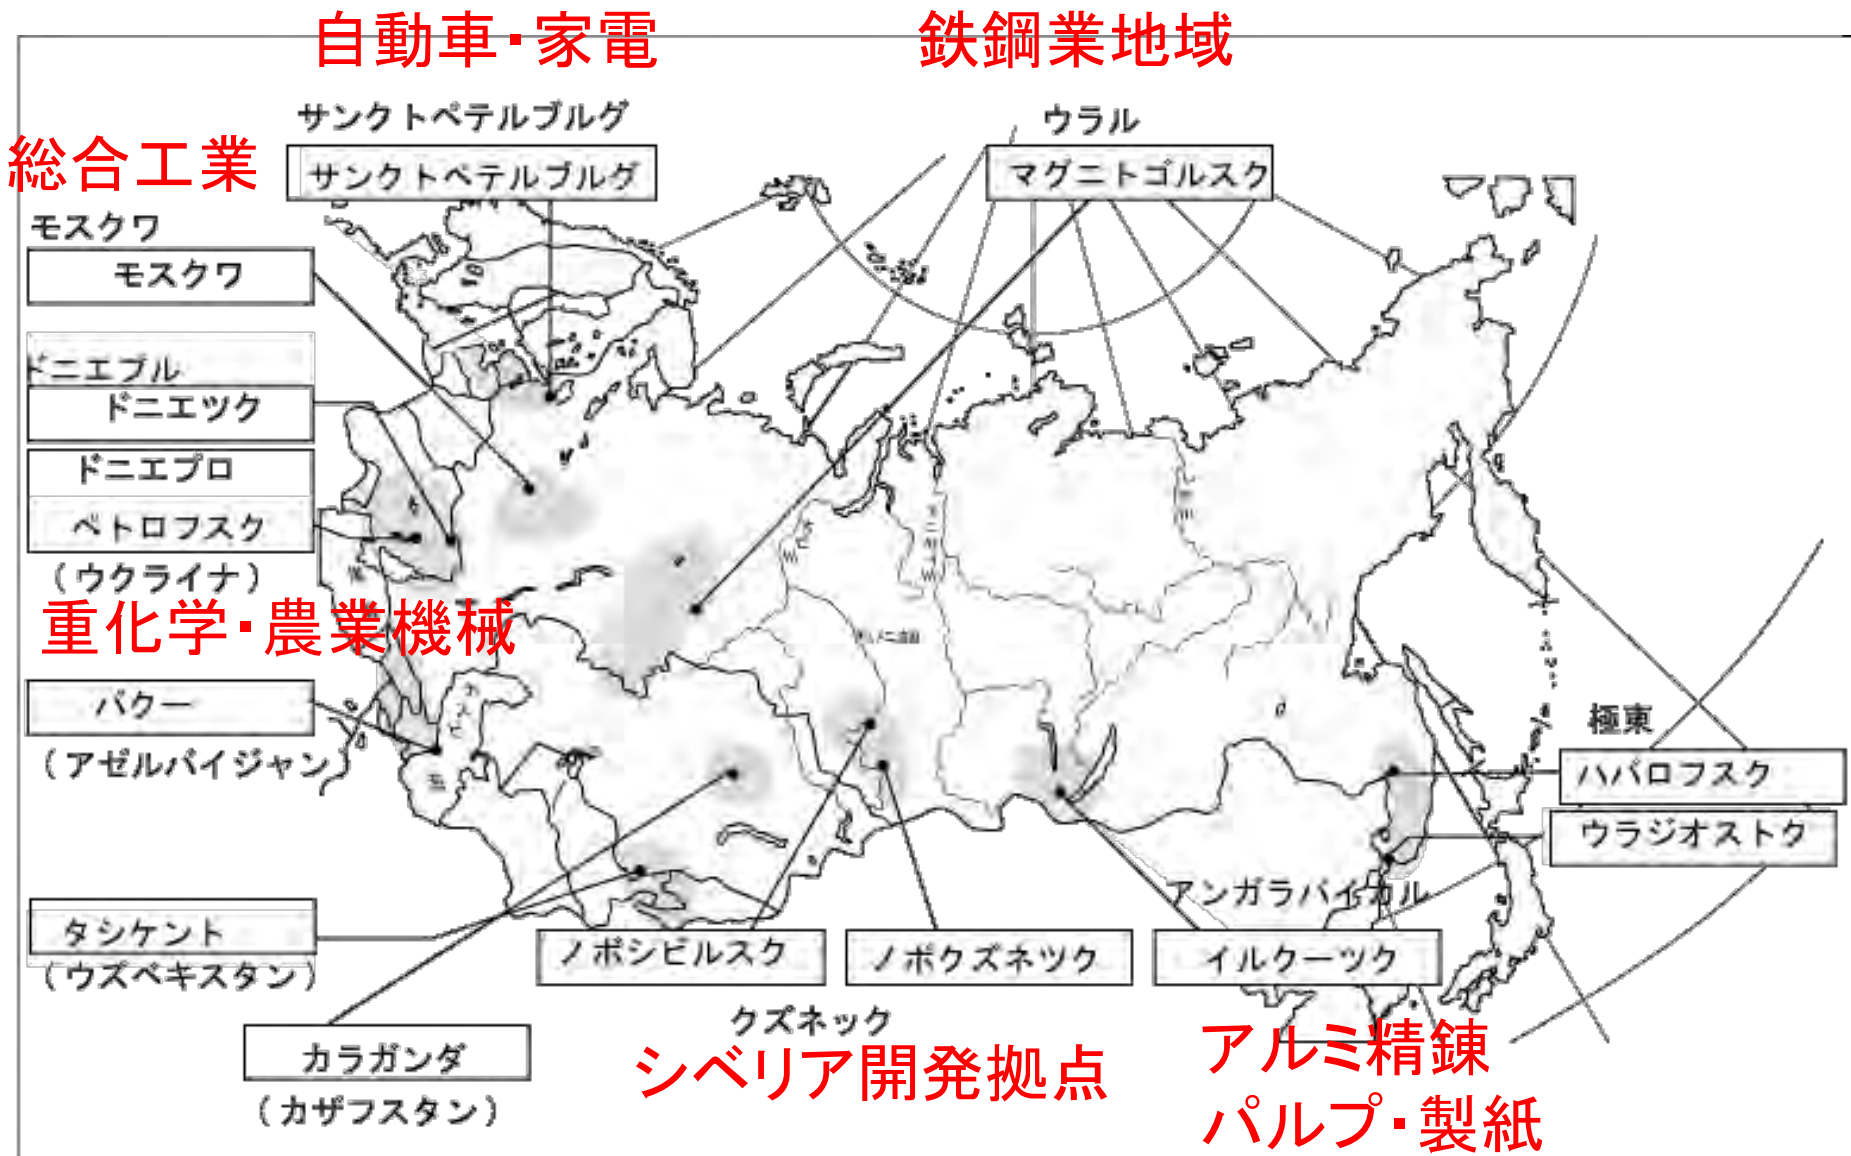 自動車・家電
鉄鋼業地域
サンクトペテルブルグ
ウラル
総合工業
サンクトペテルブルグ
マグニトゴルスク
モスクワ
モスクワ
ドニエプル
ドニエツク
ドニエプロ
ペトロフスク
(ウクライナ)
重化学・農業機械
バクー
(アゼルバイジャン)
極東
ハバロフスク
ウラジオストク
アンガラバイカル
タシケント
(ウズベキスタン)
ノボシビルスク
ノボクズネツク
イルクーツク
クズネック
カラガンダ
(カザフスタン)
シベリア開発拠点
アルミ精錬
パルプ・製紙